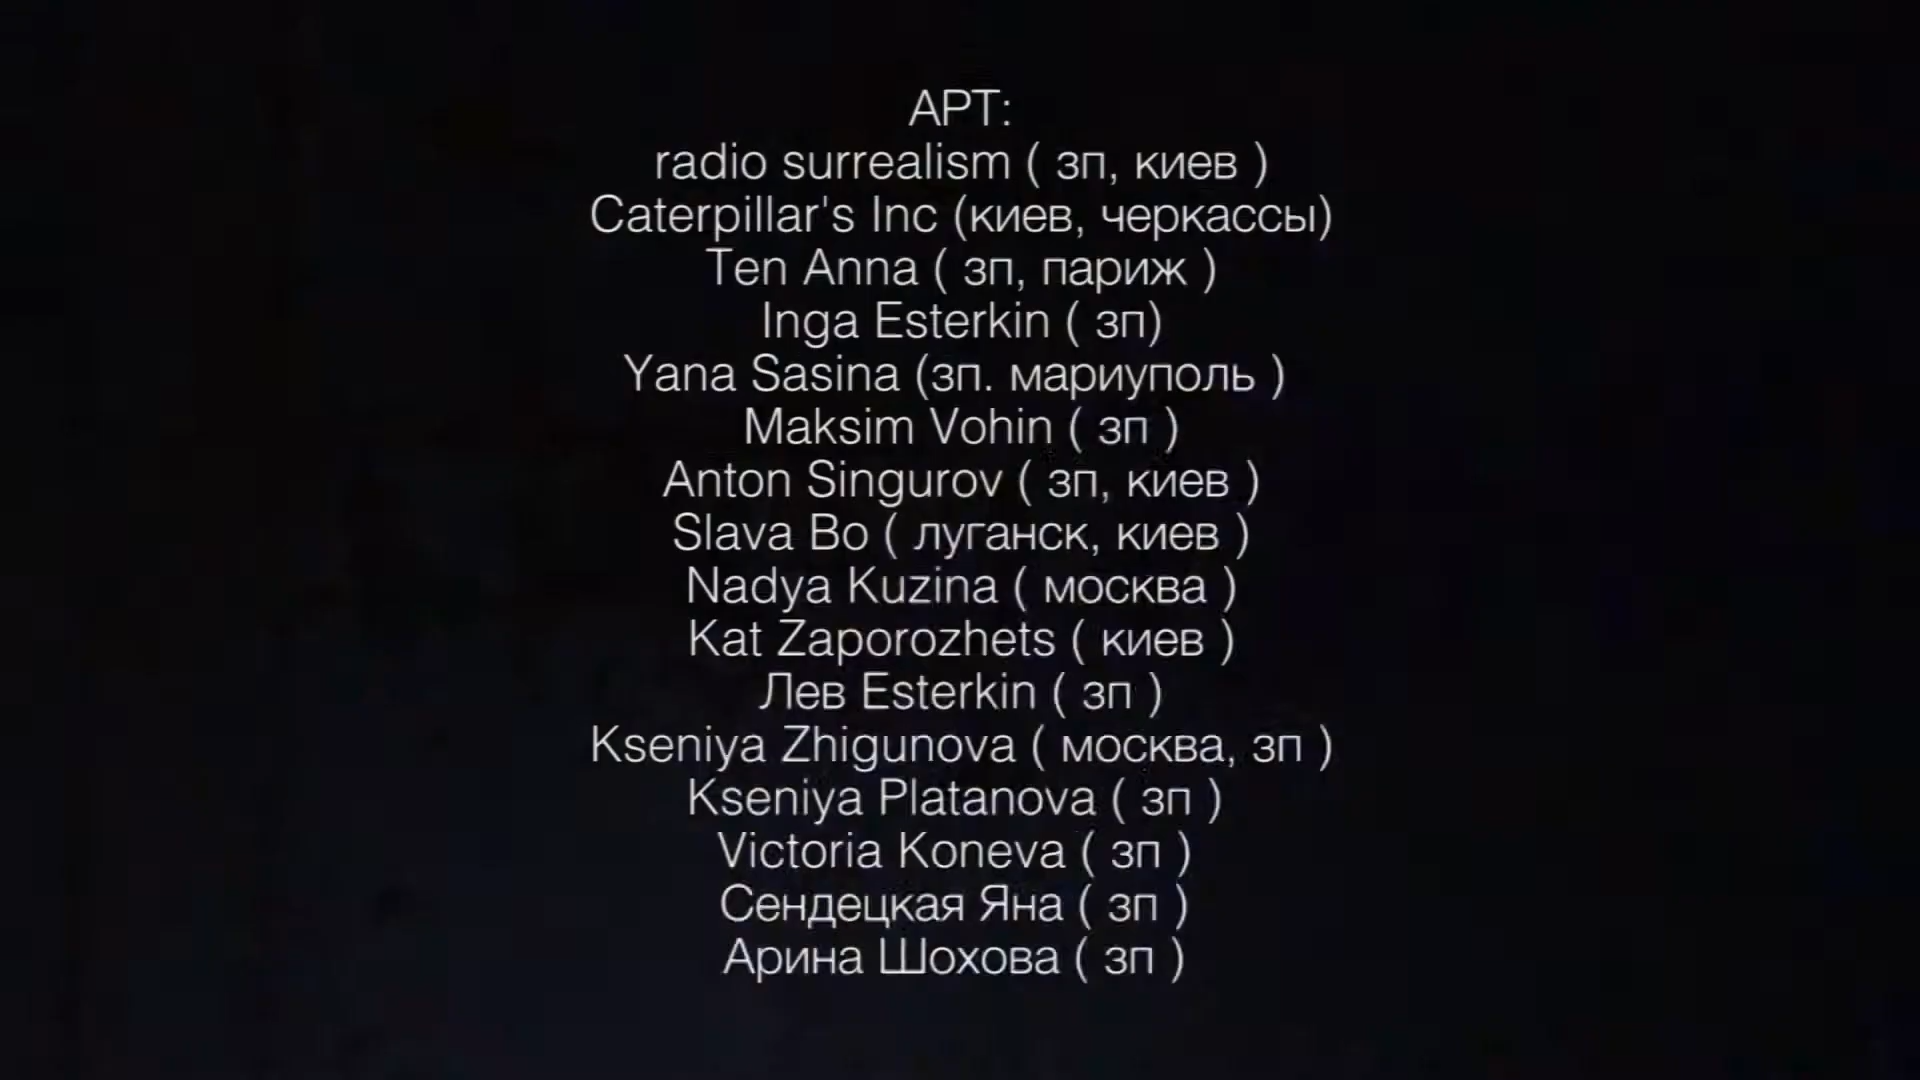 АРТ:
radio surrealism ( зп, киев )
Caterpillar's Inc (киев, черкассы)
Ten Anna ( зп, париж )
Inga Esterkin ( зп)
Yana Sasina (зп. мариуполь )
Maksim Vohin ( зп )
Anton Singurov ( зп, киев )
Slava Bo ( луганск, киев )
Nadya Kuzina ( москва )
Kat Zaporozhets ( киев )
Лев Esterkin ( зп )
Kseniya Zhigunova ( москва, зп )
Kseniya Platanova ( зп )
Victoria Koneva ( зп )
Сендецкая Яна ( зп )
Арина Шохова ( зп )